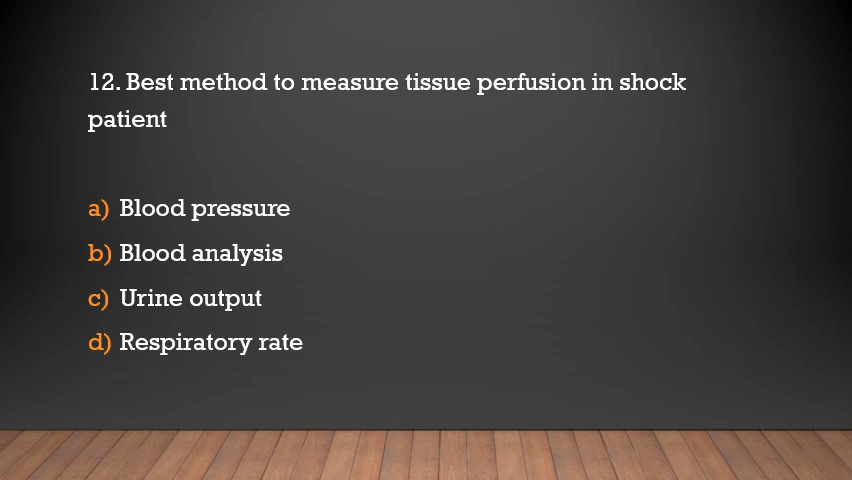 12. Best method to measure tissue perfusion in shock
patient
a) Blood pressure
b) Blood analysis
c) Urine output
d) Respiratory rate